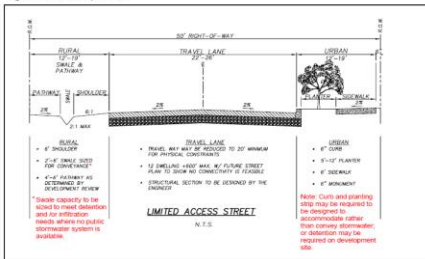 R.O.W.
R.O.W.
50' RIGHT-OF-WAY
RURAL
TRAVEL LANE
URBAN
12'-19'
22'-26'
12'-19'
SWALE &
PATHWAY
PATHWAY
SWALE
SHOULDER
PLANTER
SIDEWALK
2%
6:1
2%
2%
2%
2:1 MAX
RURAL
6' SHOULDER
2'-6' SWALE SIZED
FOR CONVEYANCE*
4'-6' PATHWAY AS
DETERMINED BY
DEVELOPMENT REVIEW
*Swale capacity to be
sized to meet detention
and /or infiltration
needs where no public
stormwater system is
available.
TRAVEL LANE
TRAVEL WAY MAY BE REDUCED TO 20' MINIMUM
FOR PHYSICAL CONSTRAINTS
12 DWELLING +600' MAX. W/ FUTURE STREET
PLAN TO SHOW NO CONNECTIVITY IS FEASIBLE
STRUCTURAL SECTION TO BE DESIGNED BY THE
ENGINEER
LIMITED ACCESS STREET
N.T.S.
URBAN
6" CURB
5'-12' PLANTER
6' SIDEWALK
6" MONUMENT
Note: Curb and planting
strip may be required to
be designed to
accommodate rather
than convey stormwater;
or detention may be
required on development
site.